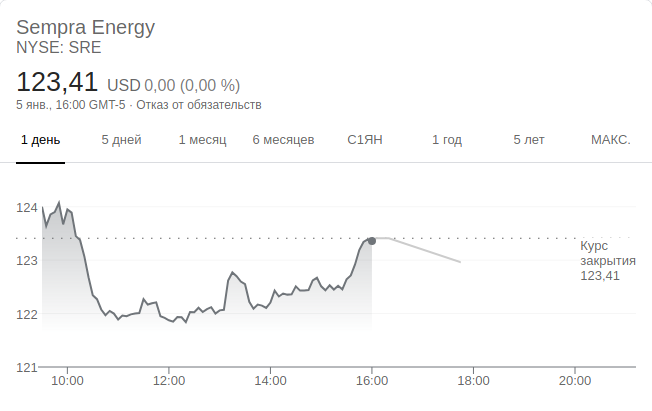 Sempra Energy
NYSE: SRE
123,41 USD 0,00 (0,00 %)
5 янв., 16:00 GMT-5 · Отказ от обязательств
1 день 5 дней 1 месяц 6 месяцев С1ЯН 1 год 5 лет МАКС.
124
123
122
121
Курс
закрытия
123,41
10:00 12:00 14:00 16:00 18:00 20:00